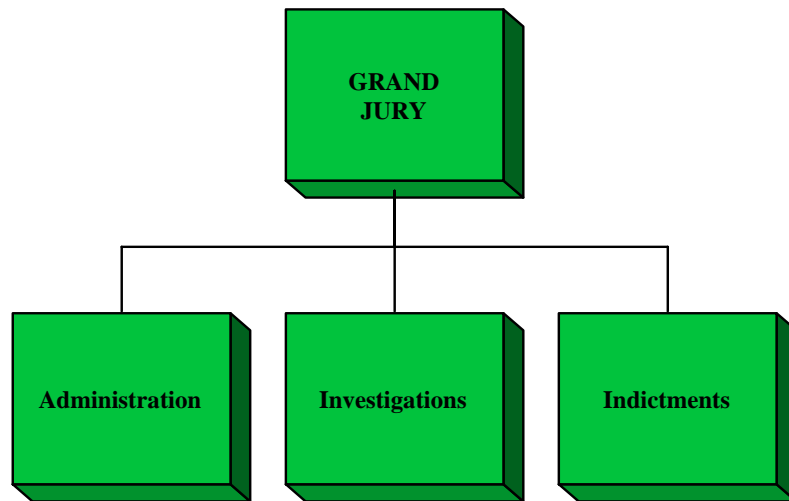 GRAND
JURY
Administration
Investigations
Indictments